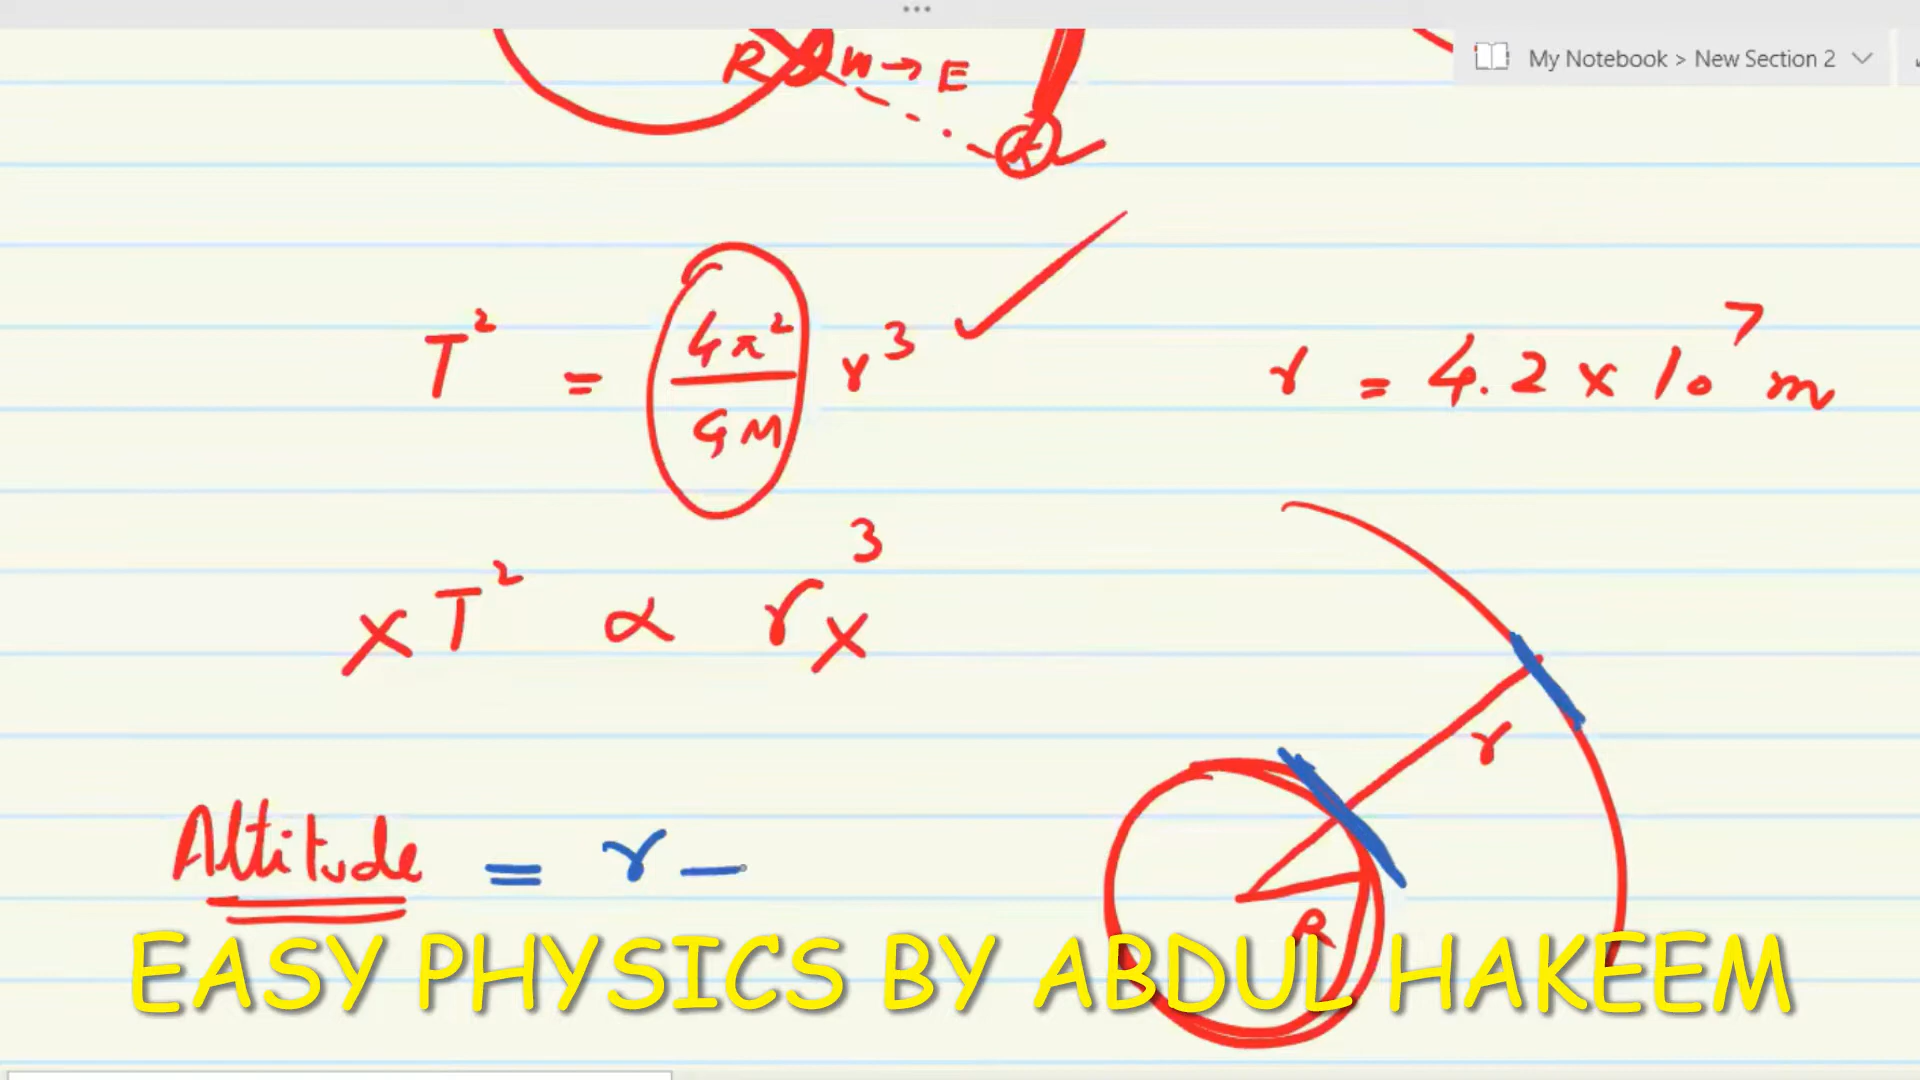 My Notebook > New Section 2
R W → E
T² = 4π²/GM r³
r = 4.2 x 10⁷ m
x T² ∝ r³ x
r
Altitude = r –
R
EASY PHYSICS BY ABDUL HAKEEM